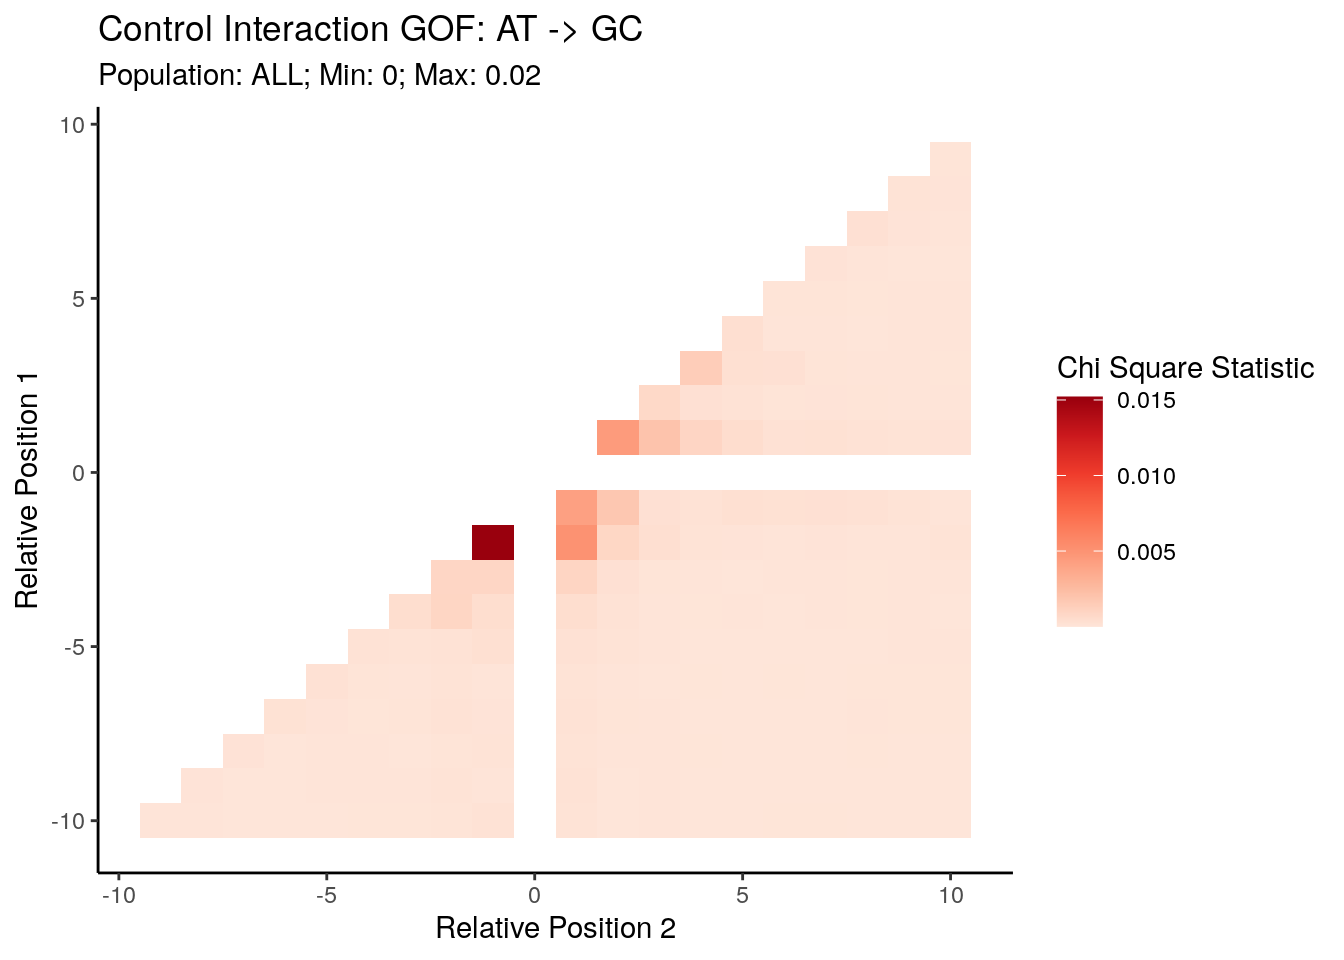 Control Interaction GOF: AT -> GC
Population: ALL; Min: 0; Max: 0.02
10
5
0
-5
-10
Relative Position 1
-10
-5
0
5
10
Relative Position 2
Chi Square Statistic
0.015
0.010
0.005